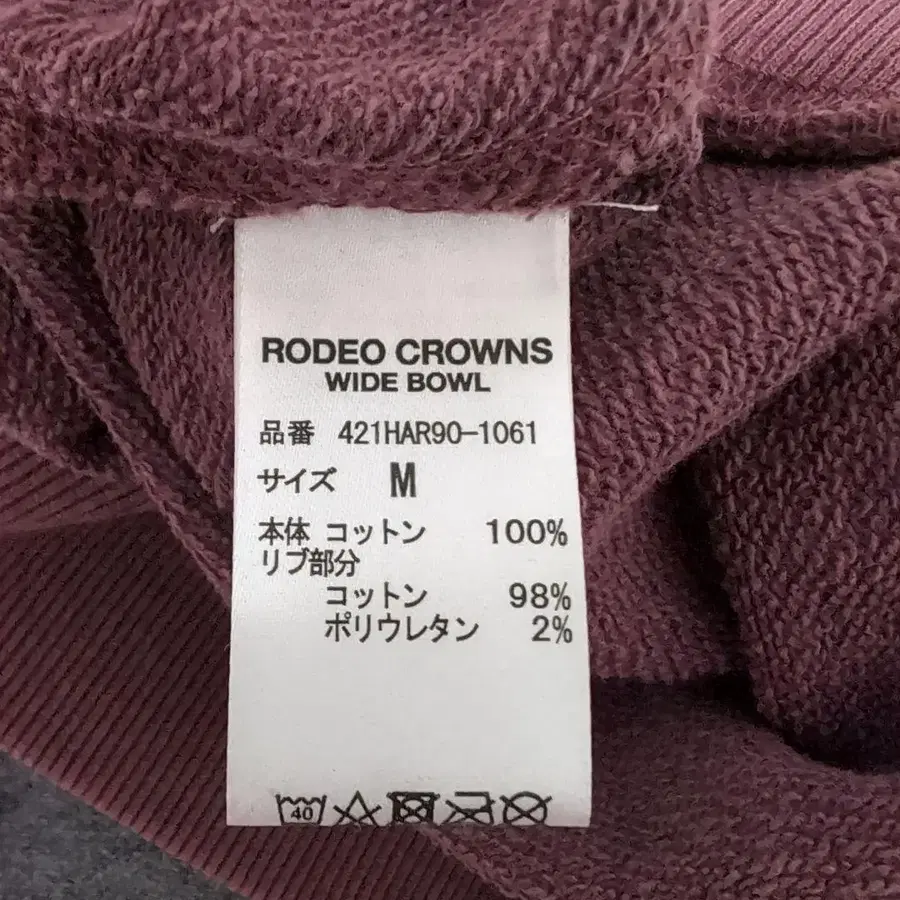 RODEO CROWNS
WIDE BOWL
品番 421HAR90-1061
サイズ M
本体 コットン 100%
リブ部分
コットン 98%
ポリウレタン 2%
40